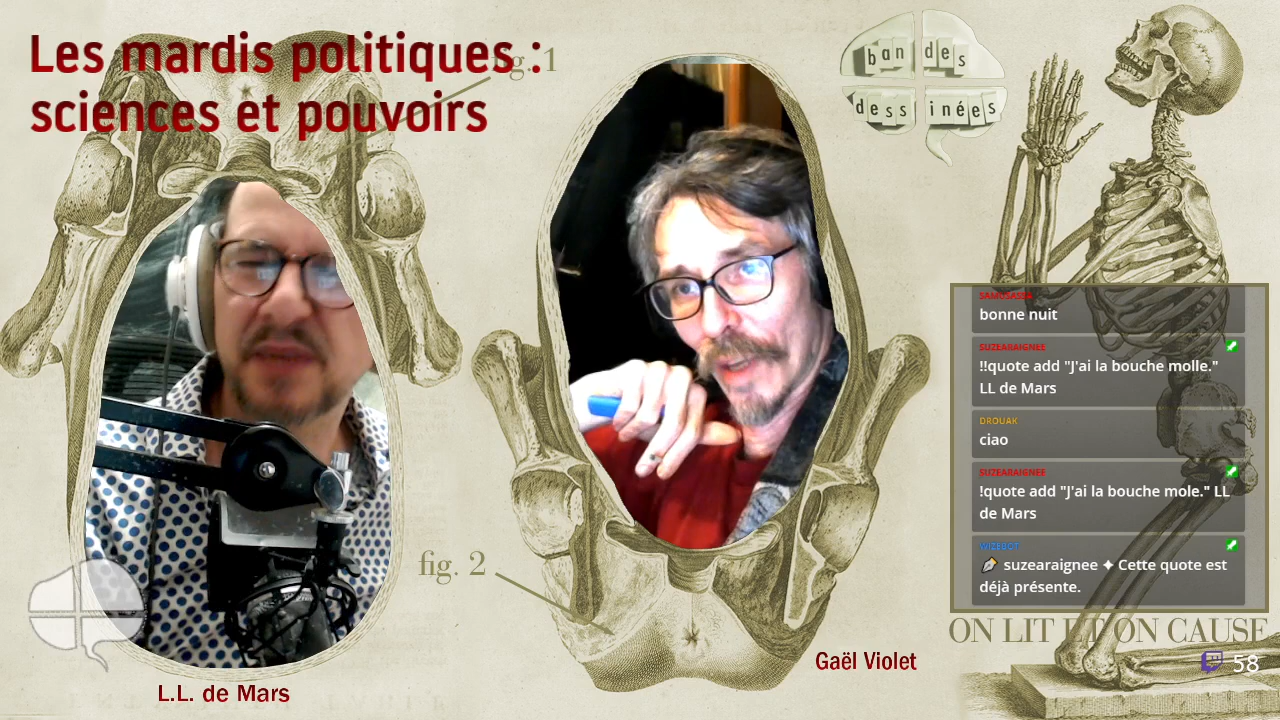 Les mardis politiques :
sciences et pouvoirs
fig. 1
ban des
dess inées
SAMUSASIX
bonne nuit
SUZEARAIGNEE
!!quote add "J'ai la bouche molle."
LL de Mars
DROUAK
ciao
SUZEARAIGNEE
!quote add "J'ai la bouche mole." LL
de Mars
WIZEBOT
suzearaignee ✦ Cette quote est
déjà présente.
fig. 2
ON LIT ET ON CAUSE
58
Gaël Violet
L.L. de Mars